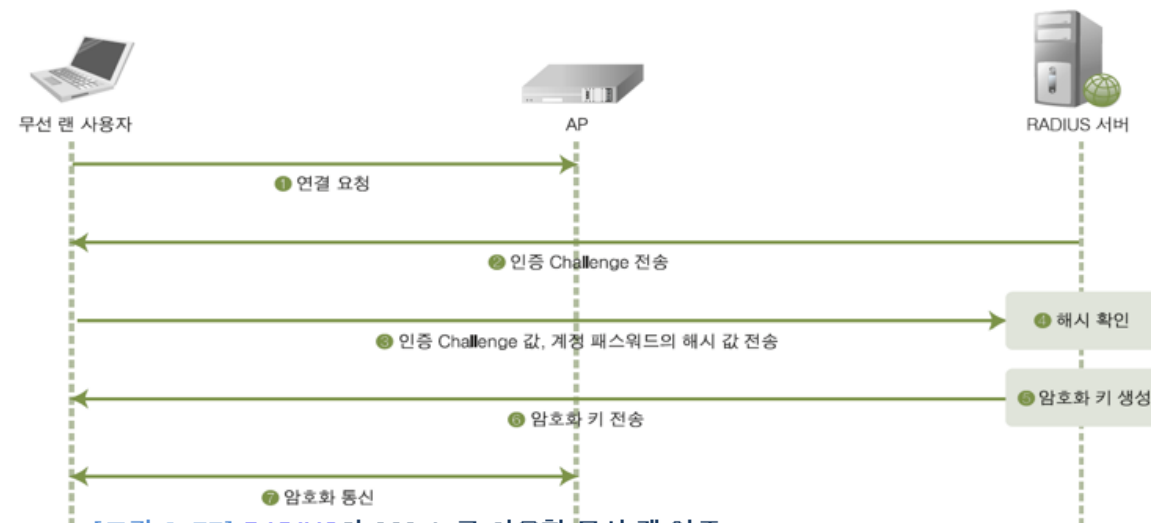 무선 랜 사용자
AP
RADIUS 서버
❶ 연결 요청
❷ 인증 Challenge 전송
❸ 인증 Challenge 값, 계정 패스워드의 해시 값 전송
❹ 해시 확인
❺ 암호화 키 생성
❻ 암호화 키 전송
❼ 암호화 통신